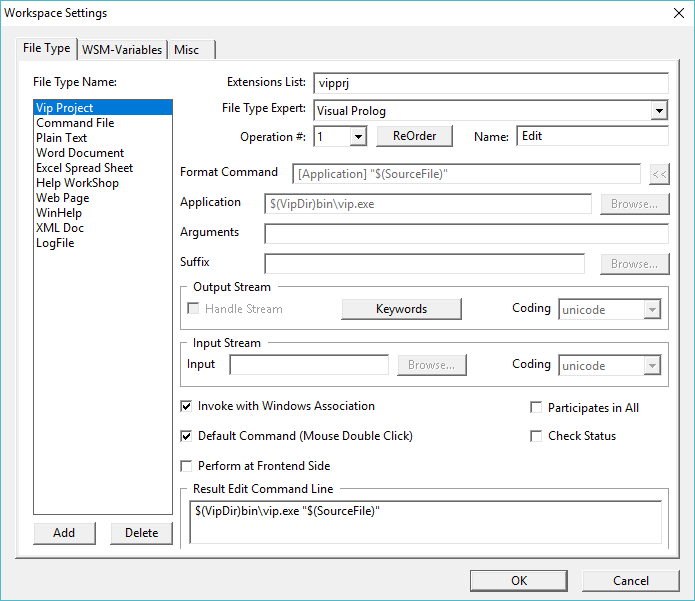 Workspace Settings
File Type
WSM-Variables
Misc
File Type Name:
Vip Project
Command File
Plain Text
Word Document
Excel Spread Sheet
Help WorkShop
Web Page
WinHelp
XML Doc
LogFile
Add
Delete
Extensions List:
vipprj
File Type Expert:
Visual Prolog
Operation #:
1
ReOrder
Name:
Edit
Format Command
[Application] "$(SourceFile)"
<<
Application
$(VipDir)bin\vip.exe
Browse...
Arguments
Suffix
Browse...
Output Stream
Handle Stream
Keywords
Coding
unicode
Input Stream
Input
Browse...
Coding
unicode
Invoke with Windows Association
Participates in All
Default Command (Mouse Double Click)
Check Status
Perform at Frontend Side
Result Edit Command Line
$(VipDir)bin\vip.exe "$(SourceFile)"
OK
Cancel